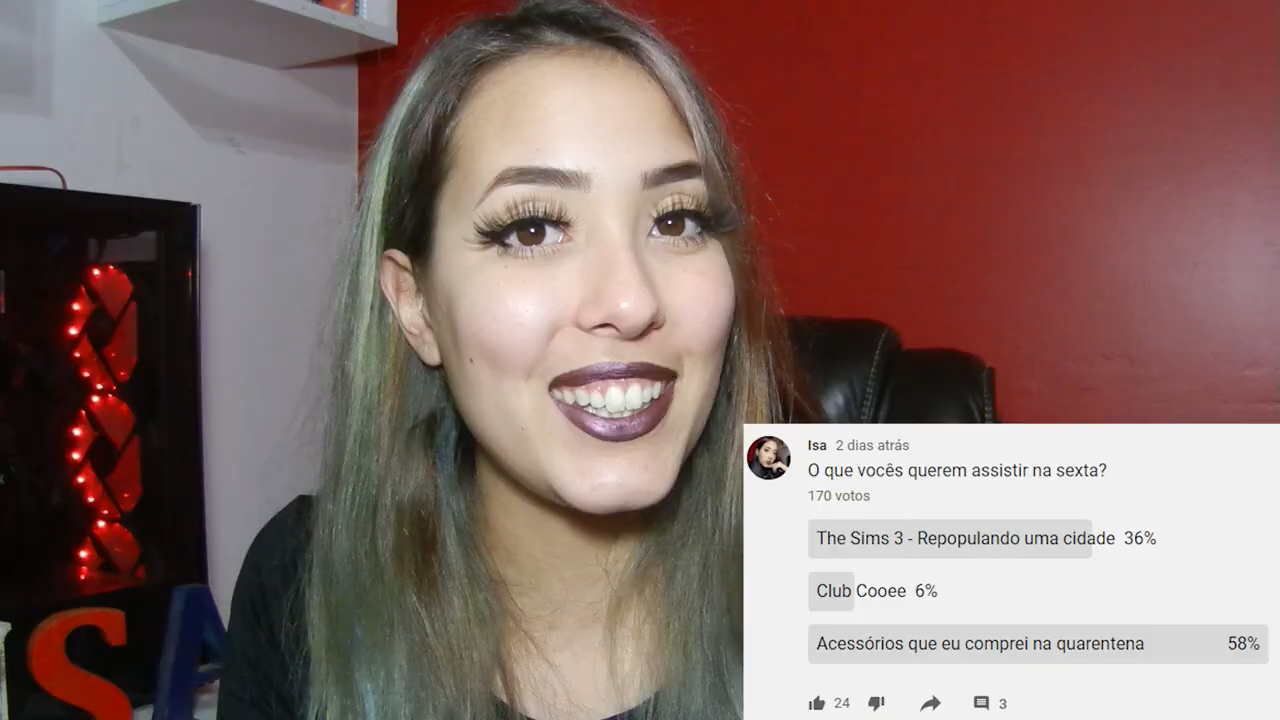 SA
Isa 2 dias atrás
O que vocês querem assistir na sexta?
170 votos
The Sims 3 - Repopulando uma cidade 36%
Club Cooee 6%
Acessórios que eu comprei na quarentena 58%
24 3